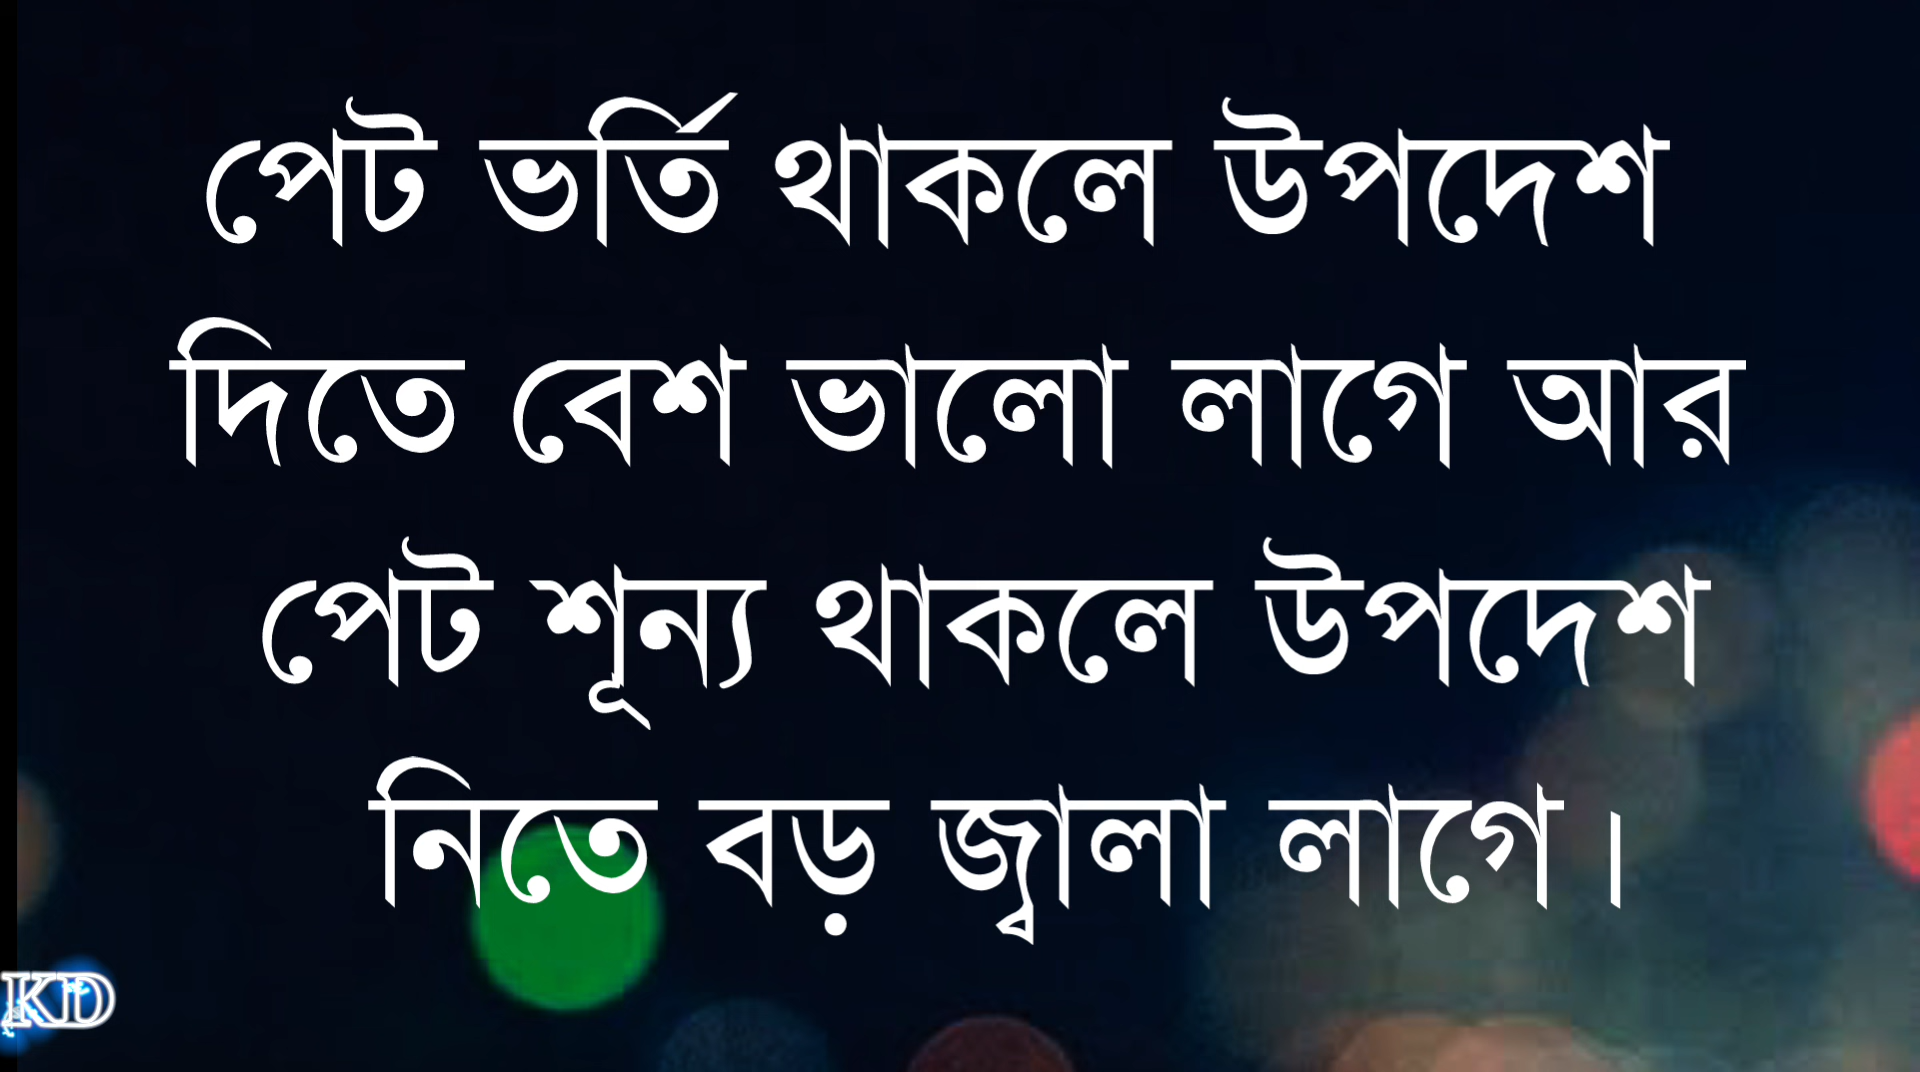 পেট ভর্তি থাকলে উপদেশ
দিতে বেশ ভালো লাগে আর
পেট শূন্য থাকলে উপদেশ
নিতে বড় জ্বালা লাগে।
KD